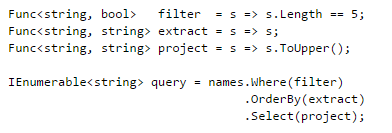 Func<string, bool>   filter  = s => s.Length == 5;
Func<string, string> extract = s => s;
Func<string, string> project = s => s.ToUpper();

IEnumerable<string> query = names.Where(filter)
                                 .OrderBy(extract)
                                 .Select(project);